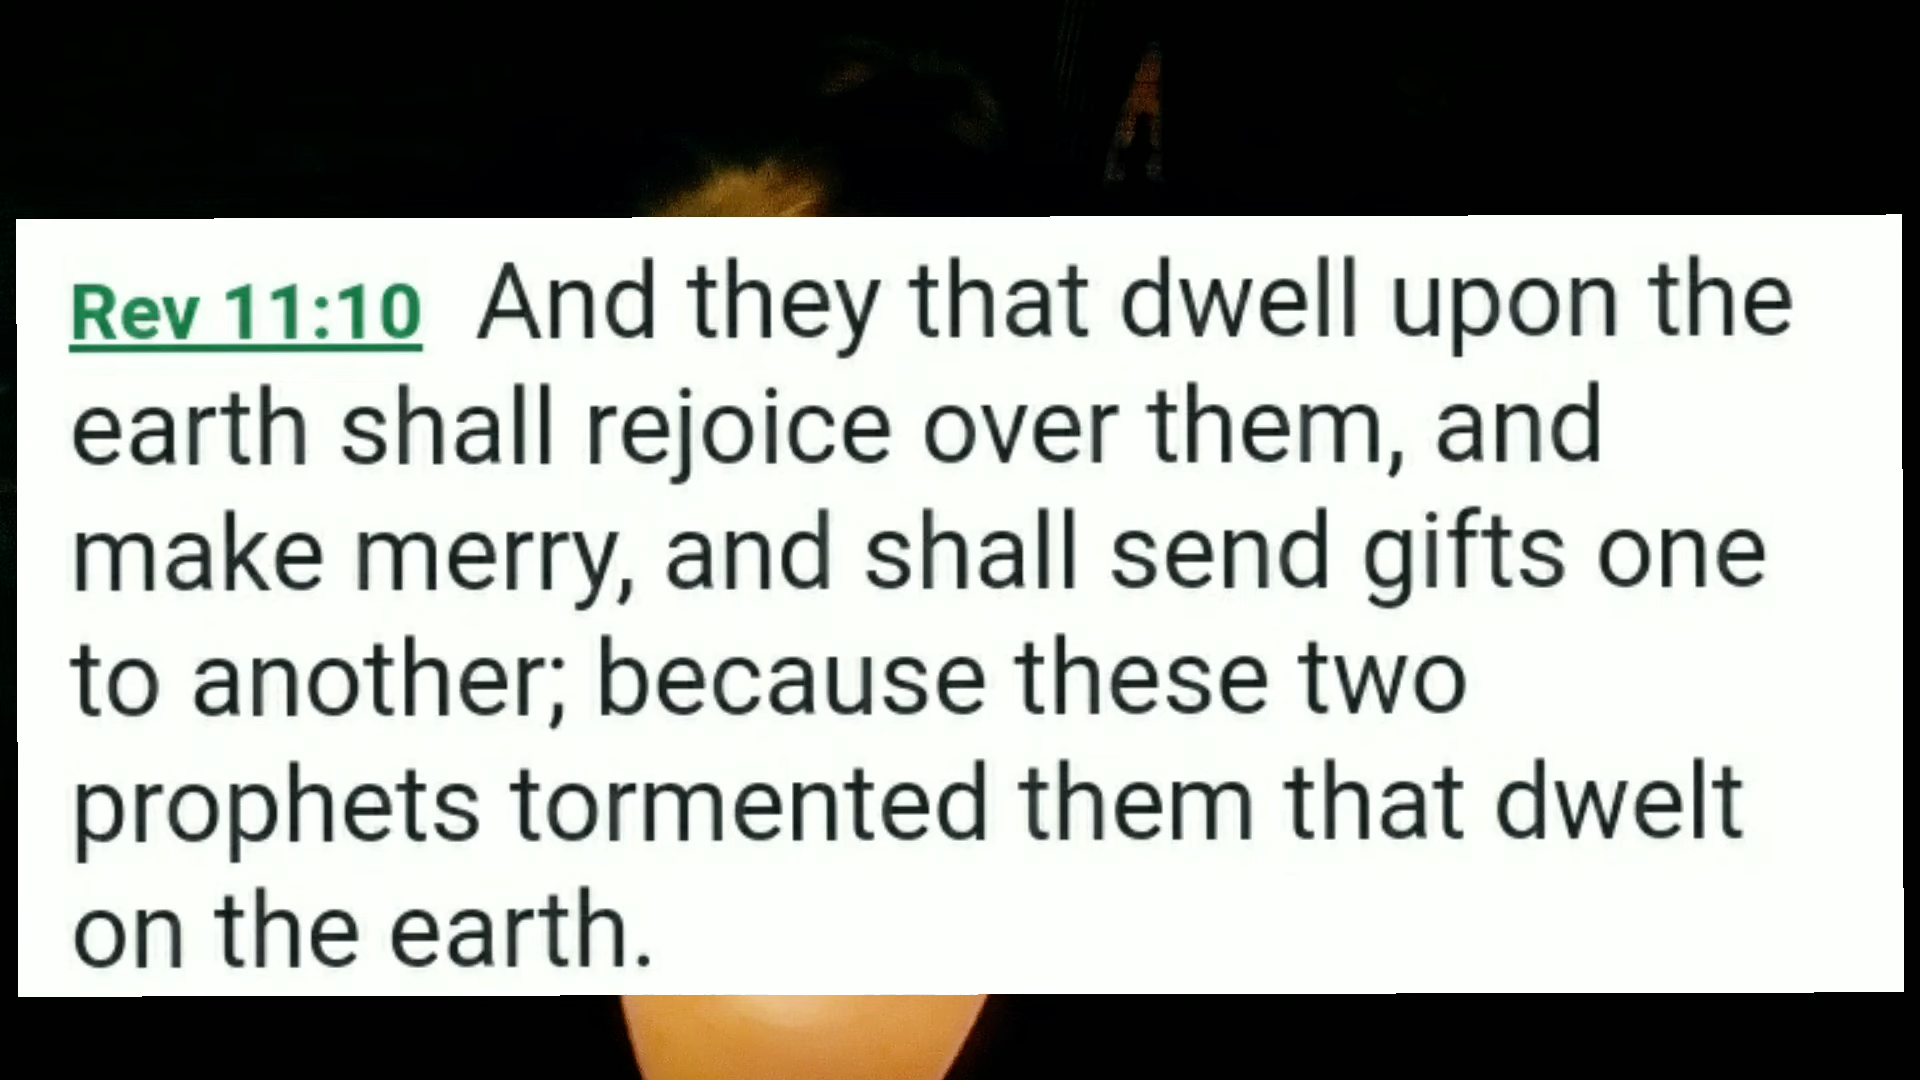 Rev 11:10 And they that dwell upon the
earth shall rejoice over them, and
make merry, and shall send gifts one
to another; because these two
prophets tormented them that dwelt
on the earth.